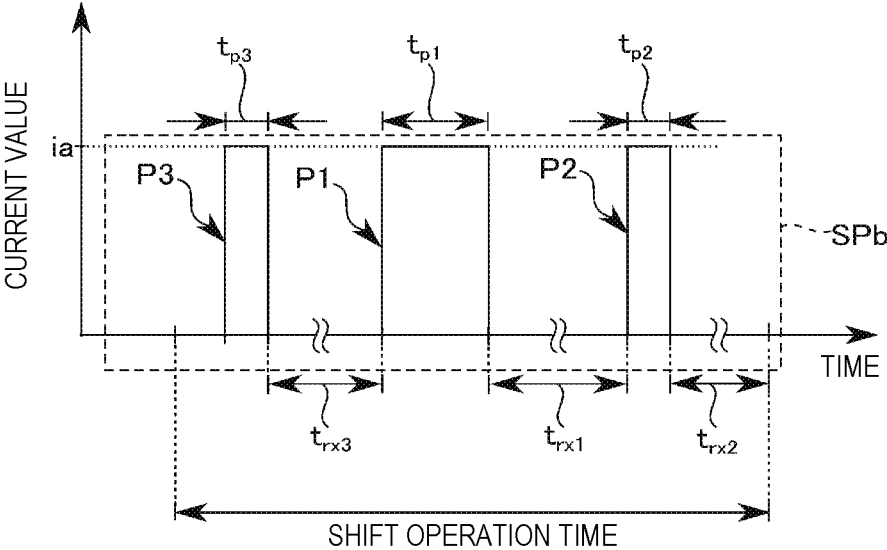 t_p3
t_p1
t_p2
CURRENT VALUE
ia
P3
P1
P2
SPb
TIME
t_rx3
t_rx1
t_rx2
SHIFT OPERATION TIME